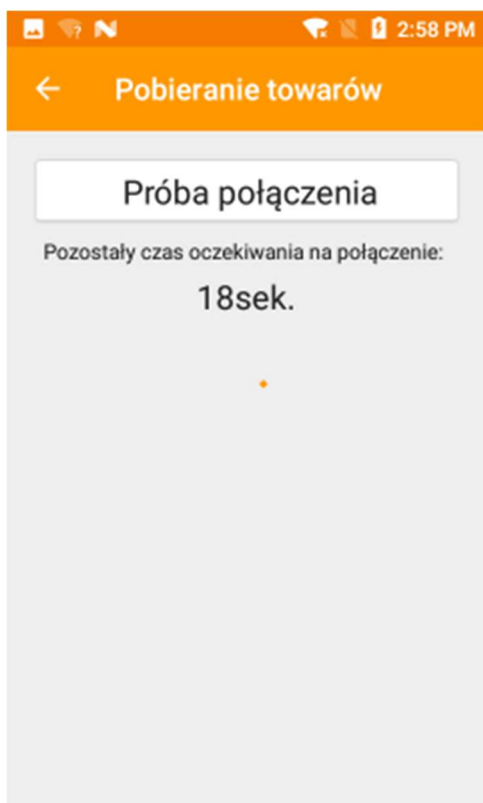 2:58 PM
Pobieranie towarów
Próba połączenia
Pozostały czas oczekiwania na połączenie:
18sek.